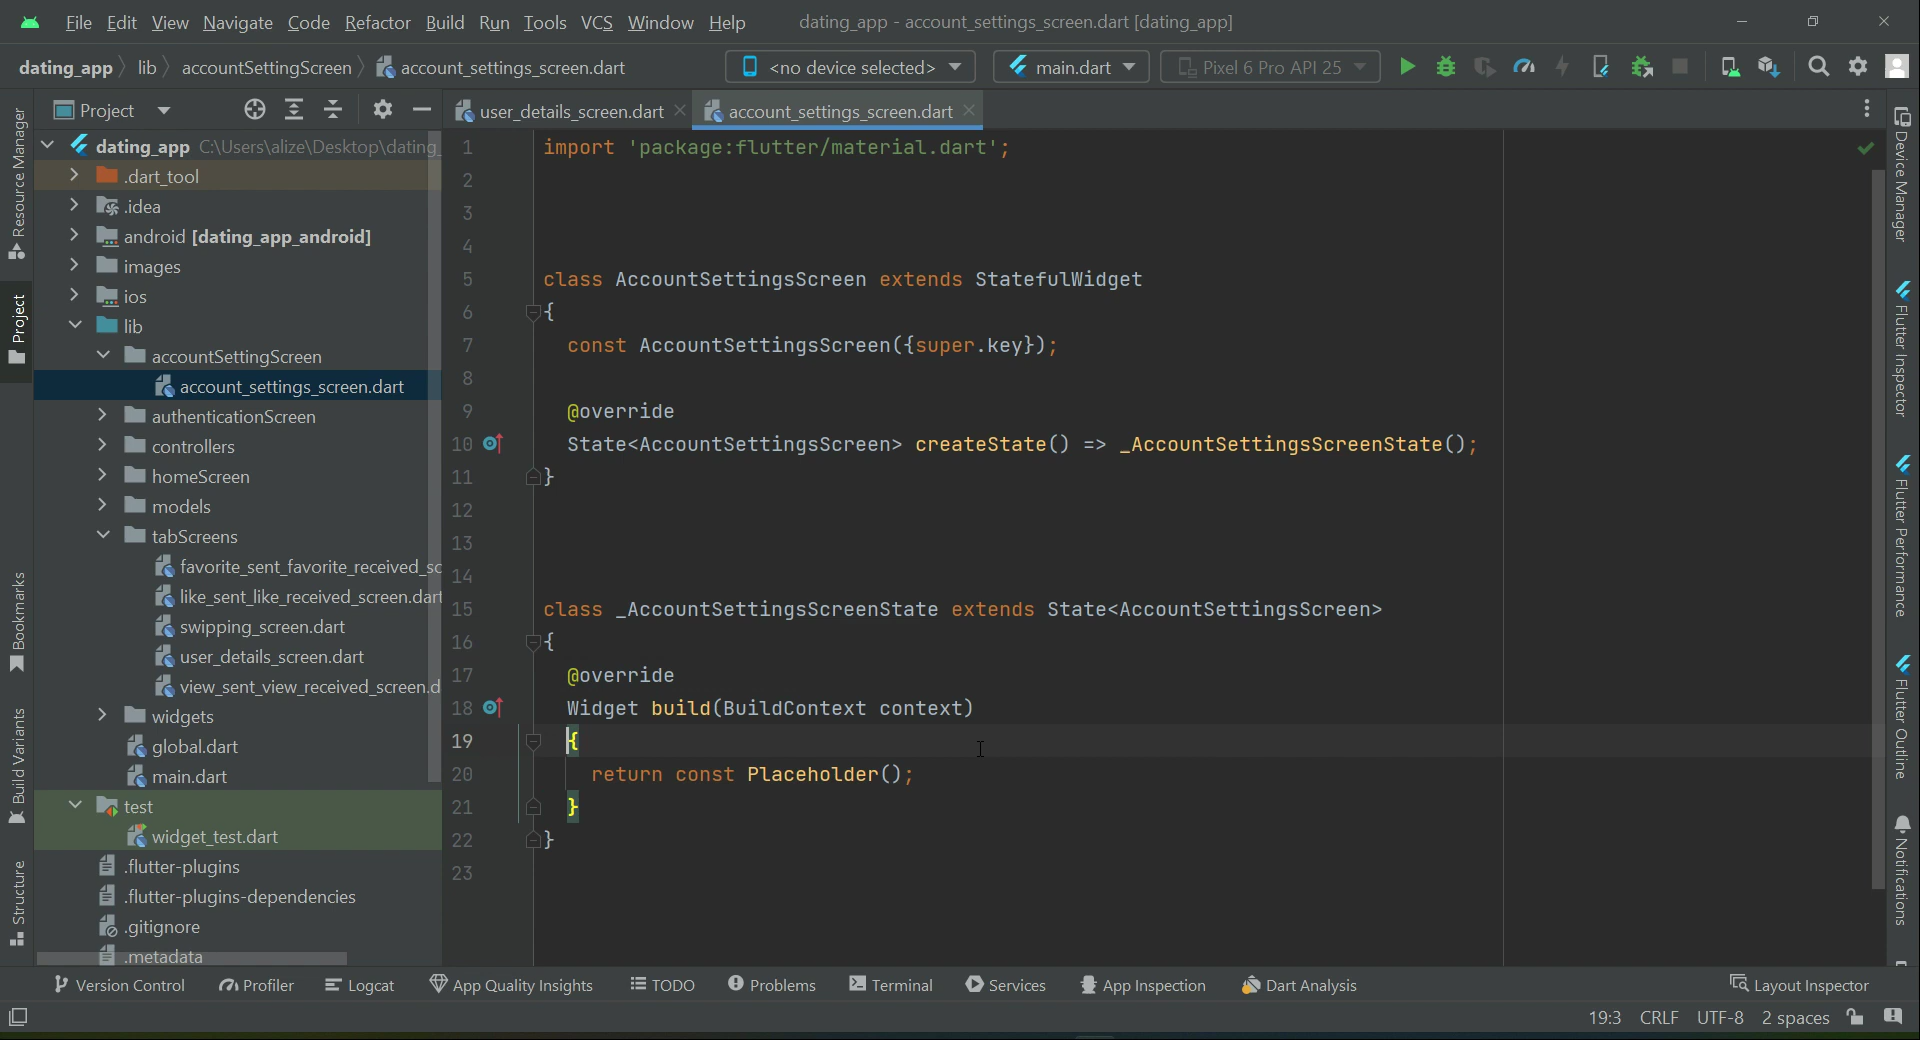 File Edit View Navigate Code Refactor Build Run Tools VCS Window Help dating_app - account_settings_screen.dart [dating_app]
dating_app lib accountSettingScreen account_settings_screen.dart <no device selected> main.dart Pixel 6 Pro API 25
Project
user_details_screen.dart account_settings_screen.dart
Resource Manager
Project
Bookmarks
Build Variants
Structure
dating_app C:\Users\alize\Desktop\dating_
.dart_tool
.idea
android [dating_app_android]
images
ios
lib
accountSettingScreen
account_settings_screen.dart
authenticationScreen
controllers
homeScreen
models
tabScreens
favorite_sent_favorite_received_sc
like_sent_like_received_screen.dart
swipping_screen.dart
user_details_screen.dart
view_sent_view_received_screen.d
widgets
global.dart
main.dart
test
widget_test.dart
.flutter-plugins
.flutter-plugins-dependencies
.gitignore
.metadata
1 import 'package:flutter/material.dart';
2
3
4
5 class AccountSettingsScreen extends StatefulWidget
6 {
7 const AccountSettingsScreen({super.key});
8
9 @override
10 State<AccountSettingsScreen> createState() => _AccountSettingsScreenState();
11 }
12
13
14
15 class _AccountSettingsScreenState extends State<AccountSettingsScreen>
16 {
17 @override
18 Widget build(BuildContext context)
19 {
20 return const Placeholder();
21 }
22 }
23
Device Manager
Flutter Inspector
Flutter Performance
Flutter Outline
Notifications
Version Control Profiler Logcat App Quality Insights TODO Problems Terminal Services App Inspection Dart Analysis Layout Inspector
19:3 CRLF UTF-8 2 spaces